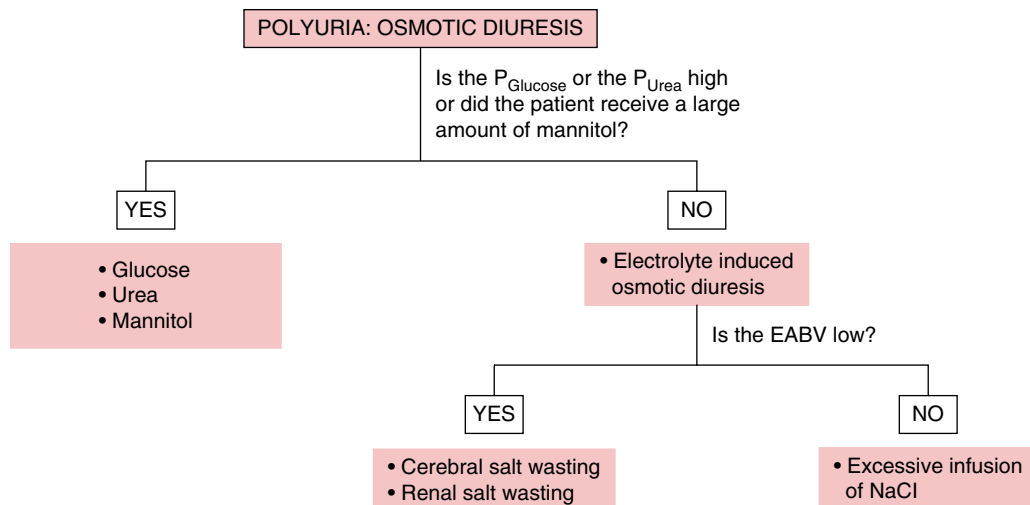 POLYURIA: OSMOTIC DIURESIS
Is the PGlucose or the PUrea high
or did the patient receive a large
amount of mannitol?
YES
NO
• Glucose
• Urea
• Mannitol
• Electrolyte induced
osmotic diuresis
Is the EABV low?
YES
NO
• Cerebral salt wasting
• Renal salt wasting
• Excessive infusion
of NaCl